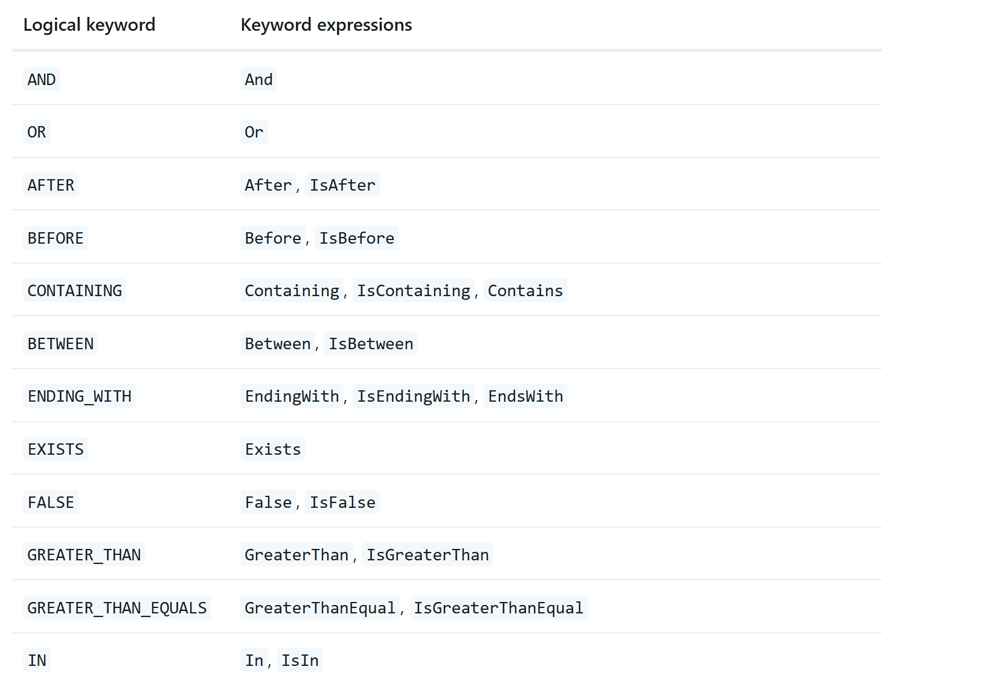 Logical keyword Keyword expressions
AND And
OR Or
AFTER After, IsAfter
BEFORE Before, IsBefore
CONTAINING Containing, IsContaining, Contains
BETWEEN Between, IsBetween
ENDING_WITH EndingWith, IsEndingWith, EndsWith
EXISTS Exists
FALSE False, IsFalse
GREATER_THAN GreaterThan, IsGreaterThan
GREATER_THAN_EQUALS GreaterThanEqual, IsGreaterThanEqual
IN In, IsIn